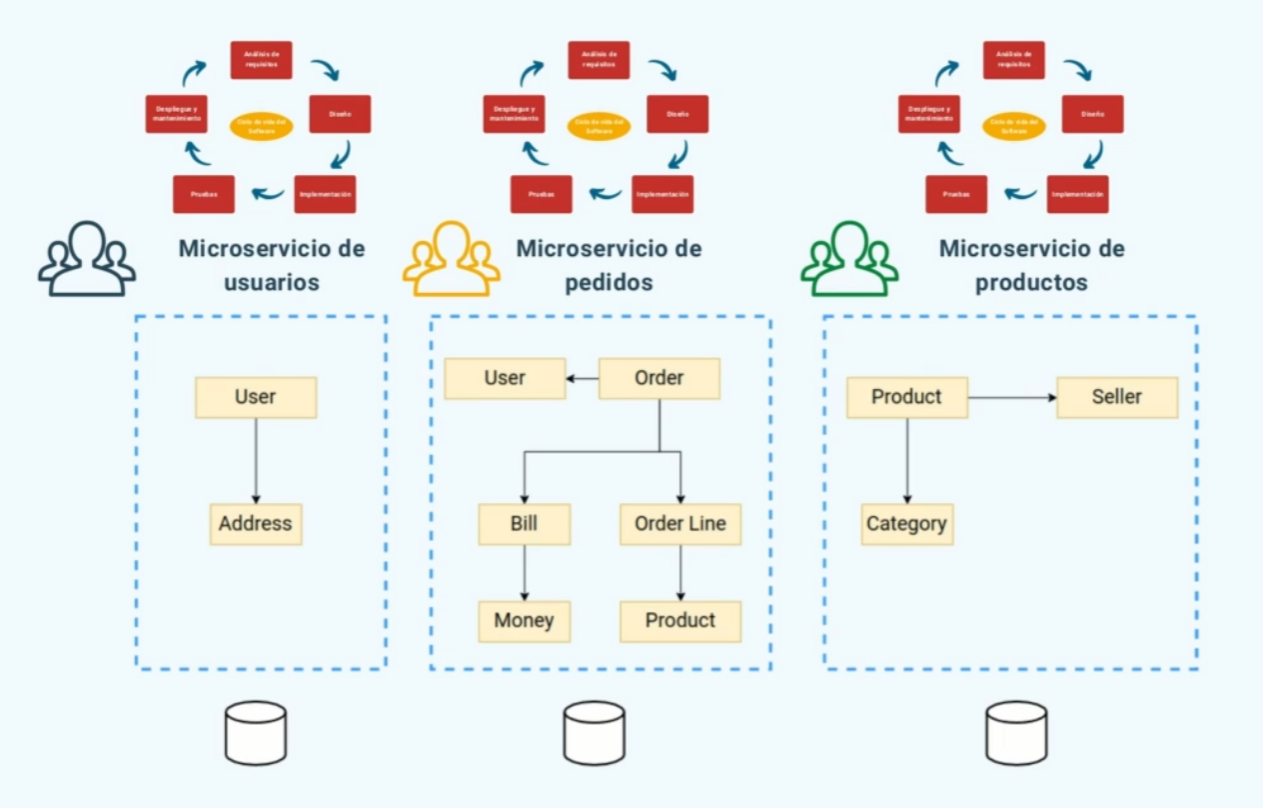 Análisis de
requisitos
Despliegue y
mantenimiento
Ciclo de vida del
Software
Diseño
Pruebas
Implementación
Análisis de
requisitos
Despliegue y
mantenimiento
Ciclo de vida del
Software
Diseño
Pruebas
Implementación
Análisis de
requisitos
Despliegue y
mantenimiento
Ciclo de vida del
Software
Diseño
Pruebas
Implementación
Microservicio de
usuarios
Microservicio de
pedidos
Microservicio de
productos
User
Address
User
Order
Bill
Order Line
Money
Product
Product
Seller
Category